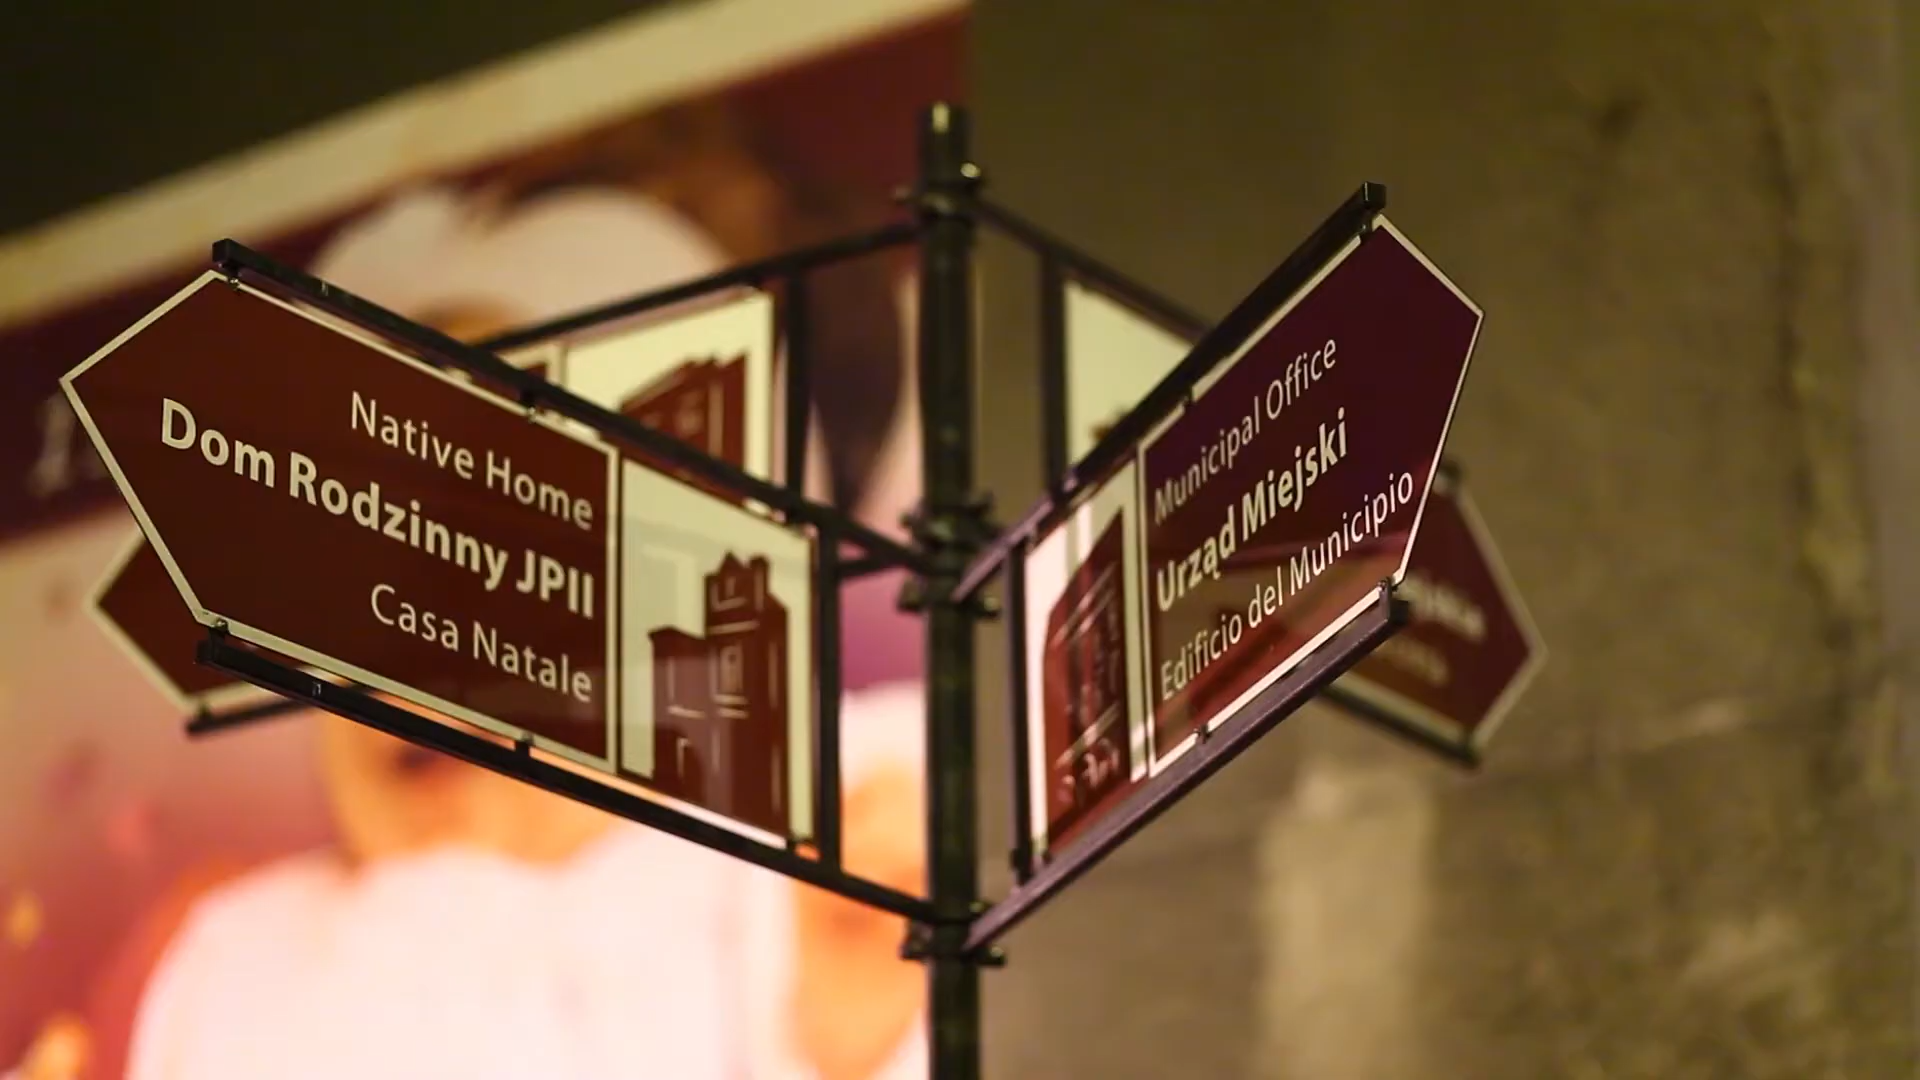 Native Home
Dom Rodzinny JPII
Casa Natale
Municipal Office
Urząd Miejski
Edificio del Municipio